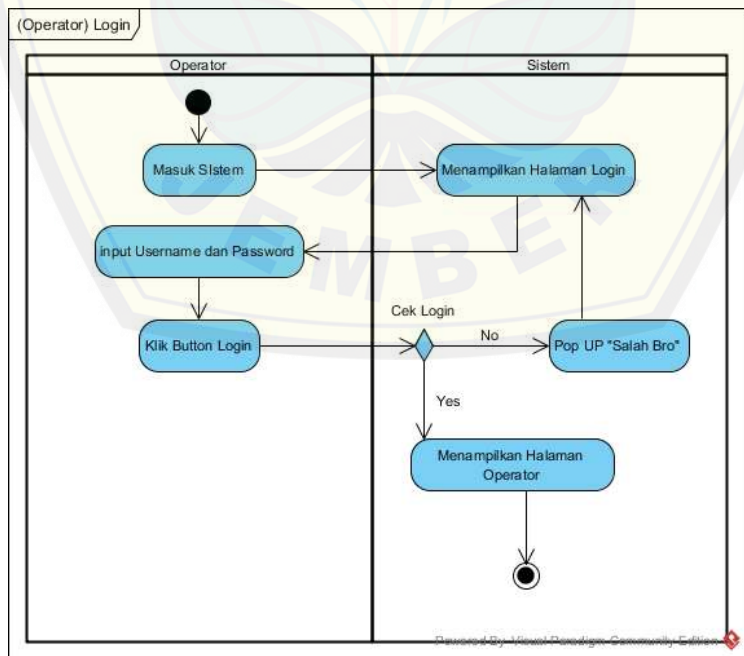 (Operator) Login
Operator
Sistem
Masuk SIstem
Menampilkan Halaman Login
input Username dan Password
Cek Login
Klik Button Login
No
Pop UP "Salah Bro"
Yes
Menampilkan Halaman
Operator
JEMBER
Powered By Visual Paradigm Community Edition